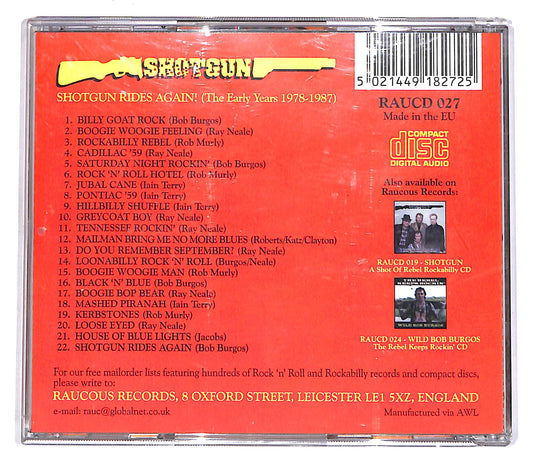 SHOTGUN
SHOTGUN RIDES AGAIN! (The Early Years 1978-1987)
1. BILLY GOAT ROCK (Bob Burgos)
2. BOOGIE WOOGIE FEELING (Ray Neale)
3. ROCKABILLY REBEL (Rob Murly)
4. CADILLAC '59 (Ray Neale)
5. SATURDAY NIGHT ROCKIN' (Bob Burgos)
6. ROCK 'N' ROLL HOTEL (Rob Murly)
7. JUBAL CANE (Iain Terry)
8. PONTIAC '59 (Iain Terry)
9. HILLBILLY SHUFFLE (Iain Terry)
10. GREYCOAT BOY (Ray Neale)
11. TENNESSEE ROCKIN' (Ray Neale)
12. MAILMAN BRING ME NO MORE BLUES (Roberts/Katz/Clayton)
13. DO YOU REMEMBER SEPTEMBER? (Ray Neale)
14. LOONABILLY ROCK 'N' ROLL (Burgos/Neale)
15. BOOGIE WOOGIE MAN (Rob Murly)
16. BLACK 'N' BLUE (Bob Burgos)
17. BOOGIE BOP BEAR (Ray Neale)
18. MASHED PIRANAH (Iain Terry)
19. KERBSTONES (Rob Murly)
20. LOOSE EYED (Ray Neale)
21. HOUSE OF BLUE LIGHTS (Jacobs)
22. SHOTGUN RIDES AGAIN (Bob Burgos)
5 021449 182725
RAUCD 027
Made in the EU
COMPACT
disc
DIGITAL AUDIO
Also available on
Raucous Records:
RAUCD 019 - SHOTGUN
A Shot Of Rebel Rockabilly CD
THE REBEL
KEEPS ROCKIN'
WILD BOB BURGOS
RAUCD 024 - WILD BOB BURGOS
The Rebel Keeps Rockin' CD
For our free mailorder lists featuring hundreds of Rock 'n' Roll and Rockabilly records and compact discs,
please write to:
RAUCOUS RECORDS, 8 OXFORD STREET, LEICESTER LE1 5XZ, ENGLAND
e-mail: rauc@globalnet.co.uk
Manufactured via AWL